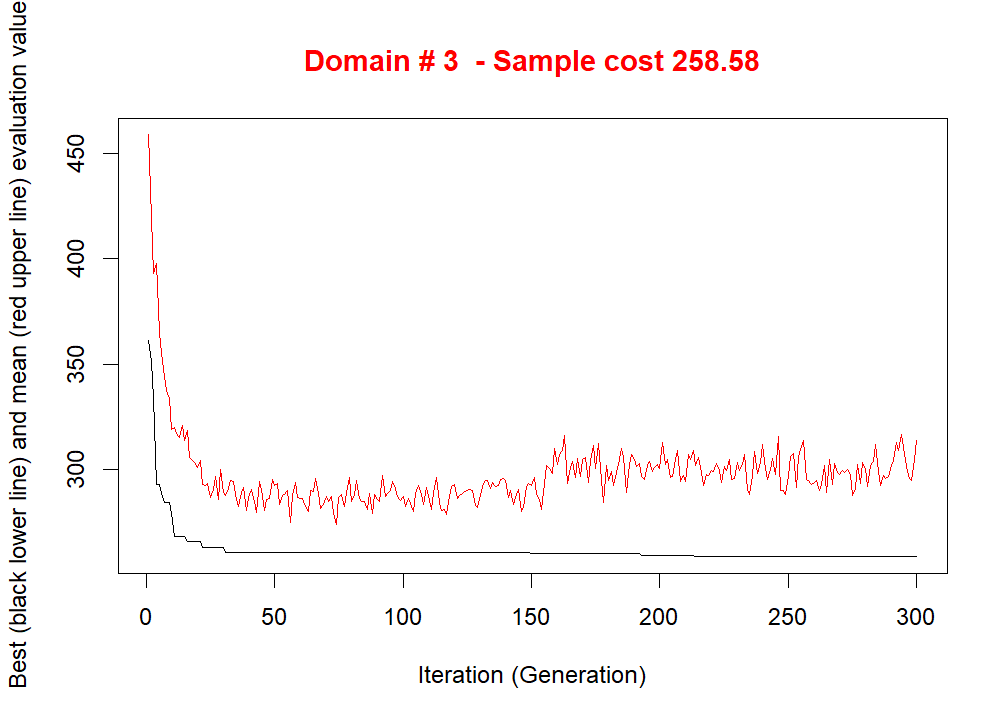 Domain # 3  - Sample cost 258.58
Best (black lower line) and mean (red upper line) evaluation value
450
400
350
300
0 50 100 150 200 250 300
Iteration (Generation)